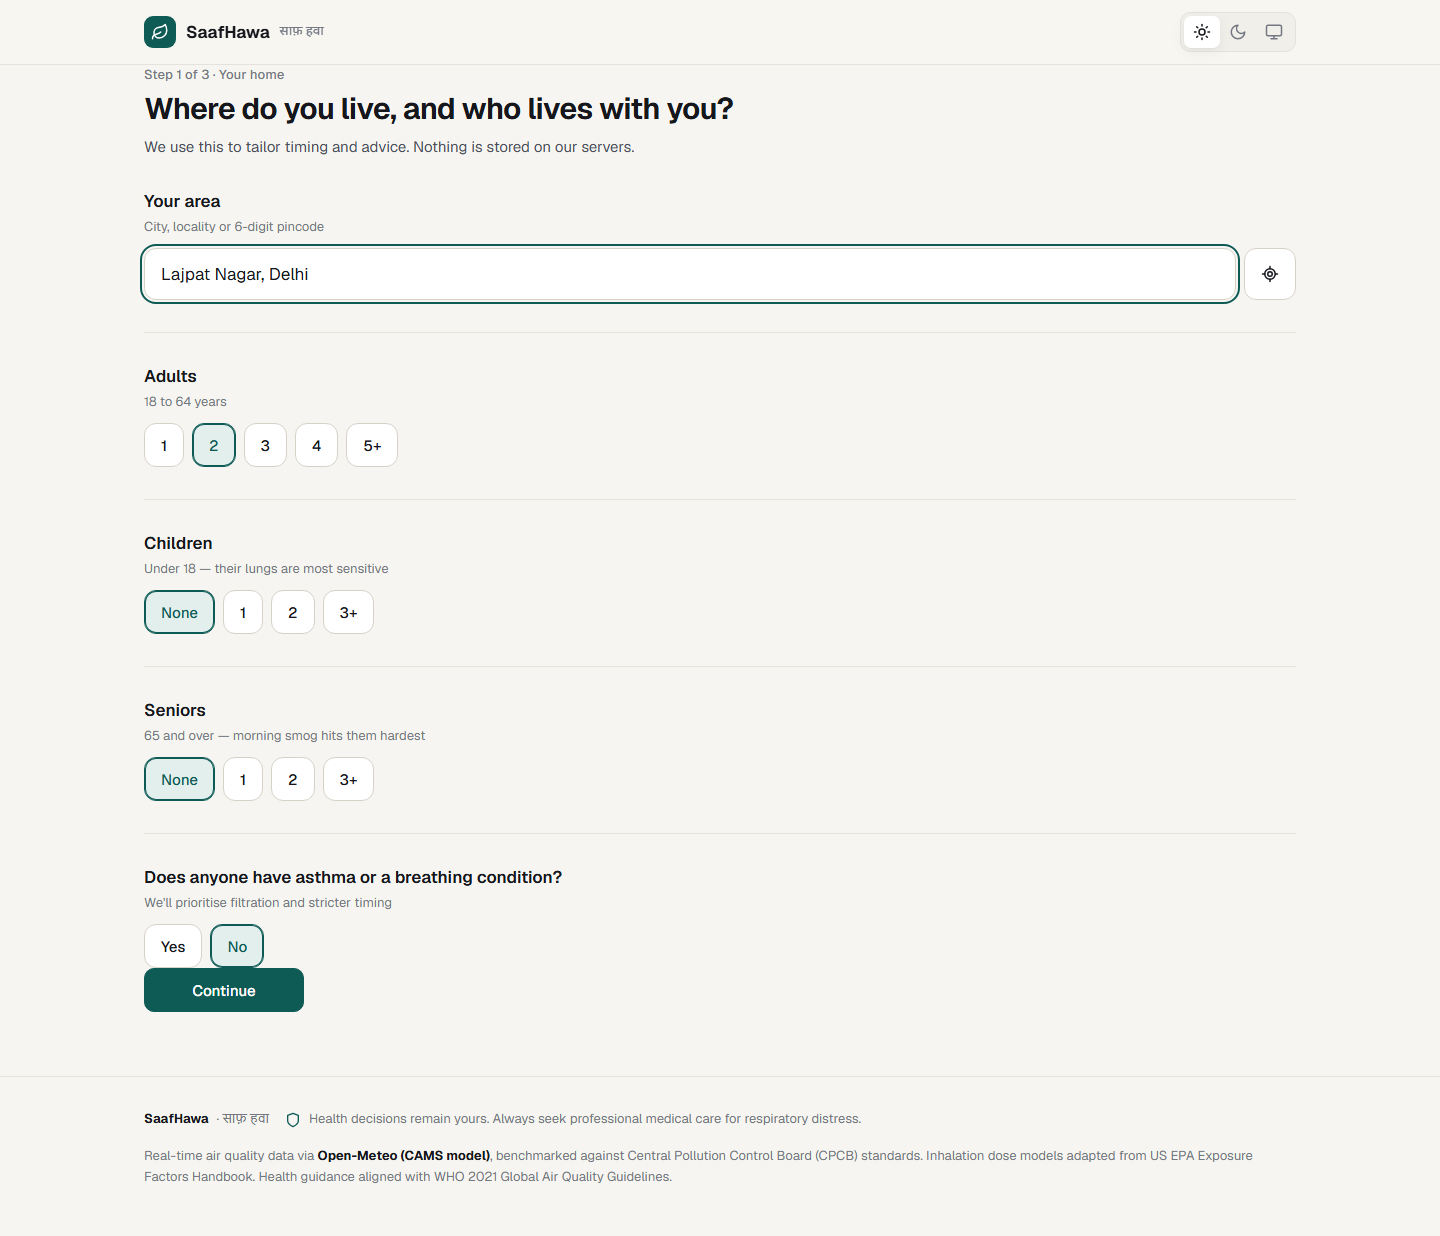 SaafHawa साफ़ हवा
Step 1 of 3 · Your home
Where do you live, and who lives with you?
We use this to tailor timing and advice. Nothing is stored on our servers.
Your area
City, locality or 6-digit pincode
Lajpat Nagar, Delhi
Adults
18 to 64 years
1 2 3 4 5+
Children
Under 18 — their lungs are most sensitive
None 1 2 3+
Seniors
65 and over — morning smog hits them hardest
None 1 2 3+
Does anyone have asthma or a breathing condition?
We'll prioritise filtration and stricter timing
Yes No
Continue
SaafHawa · साफ़ हवा Health decisions remain yours. Always seek professional medical care for respiratory distress.
Real-time air quality data via Open-Meteo (CAMS model), benchmarked against Central Pollution Control Board (CPCB) standards. Inhalation dose models adapted from US EPA Exposure
Factors Handbook. Health guidance aligned with WHO 2021 Global Air Quality Guidelines.